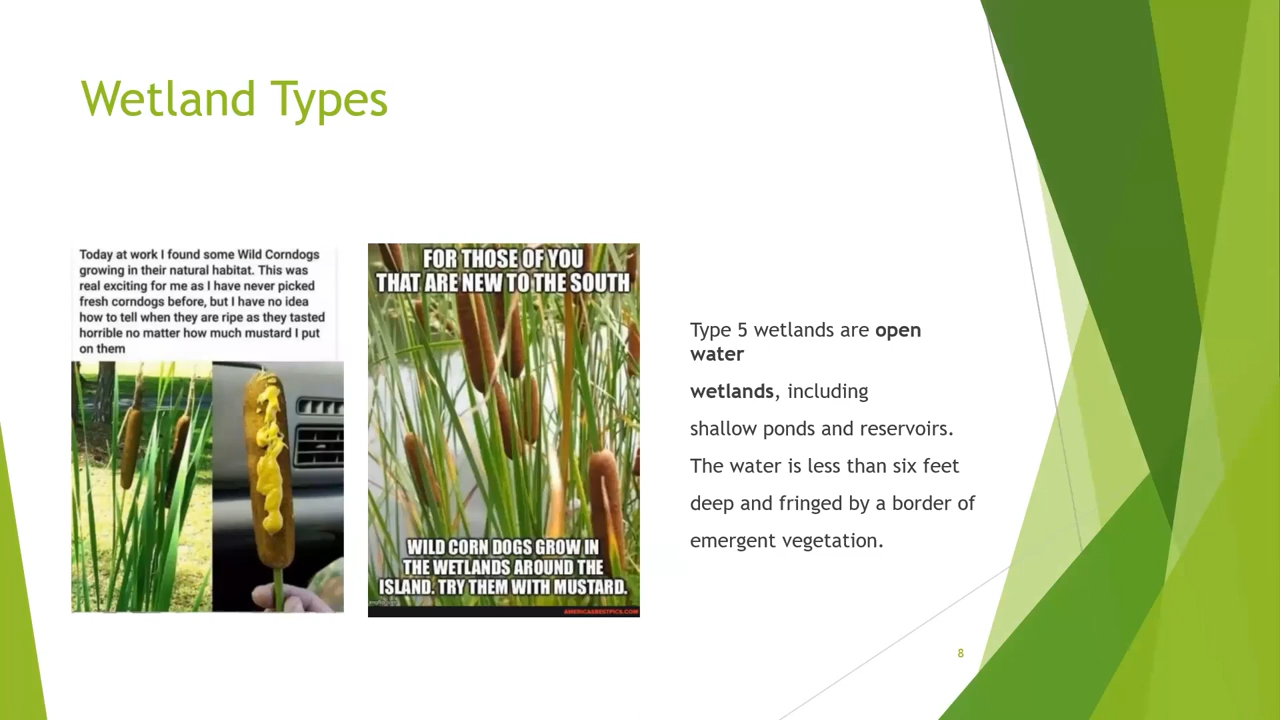 Wetland Types
Today at work I found some Wild Corndogs
growing in their natural habitat. This was
real exciting for me as I have never picked
fresh corndogs before, but I have no idea
how to tell when they are ripe as they tasted
horrible no matter how much mustard I put
on them
FOR THOSE OF YOU
THAT ARE NEW TO THE SOUTH
WILD CORN DOGS GROW IN
THE WETLANDS AROUND THE
ISLAND. TRY THEM WITH MUSTARD.
AMERICASBESTPICS.COM
Type 5 wetlands are open
water
wetlands, including
shallow ponds and reservoirs.
The water is less than six feet
deep and fringed by a border of
emergent vegetation.
8